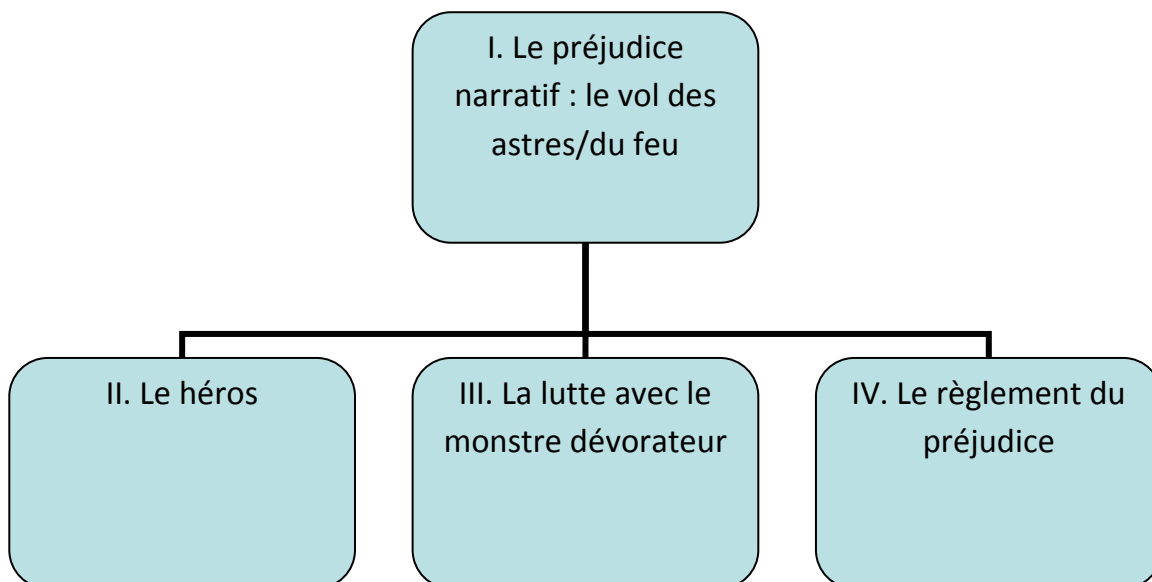 I. Le préjudice
narratif : le vol des
astres/du feu
II. Le héros
III. La lutte avec le
monstre dévorateur
IV. Le règlement du
préjudice